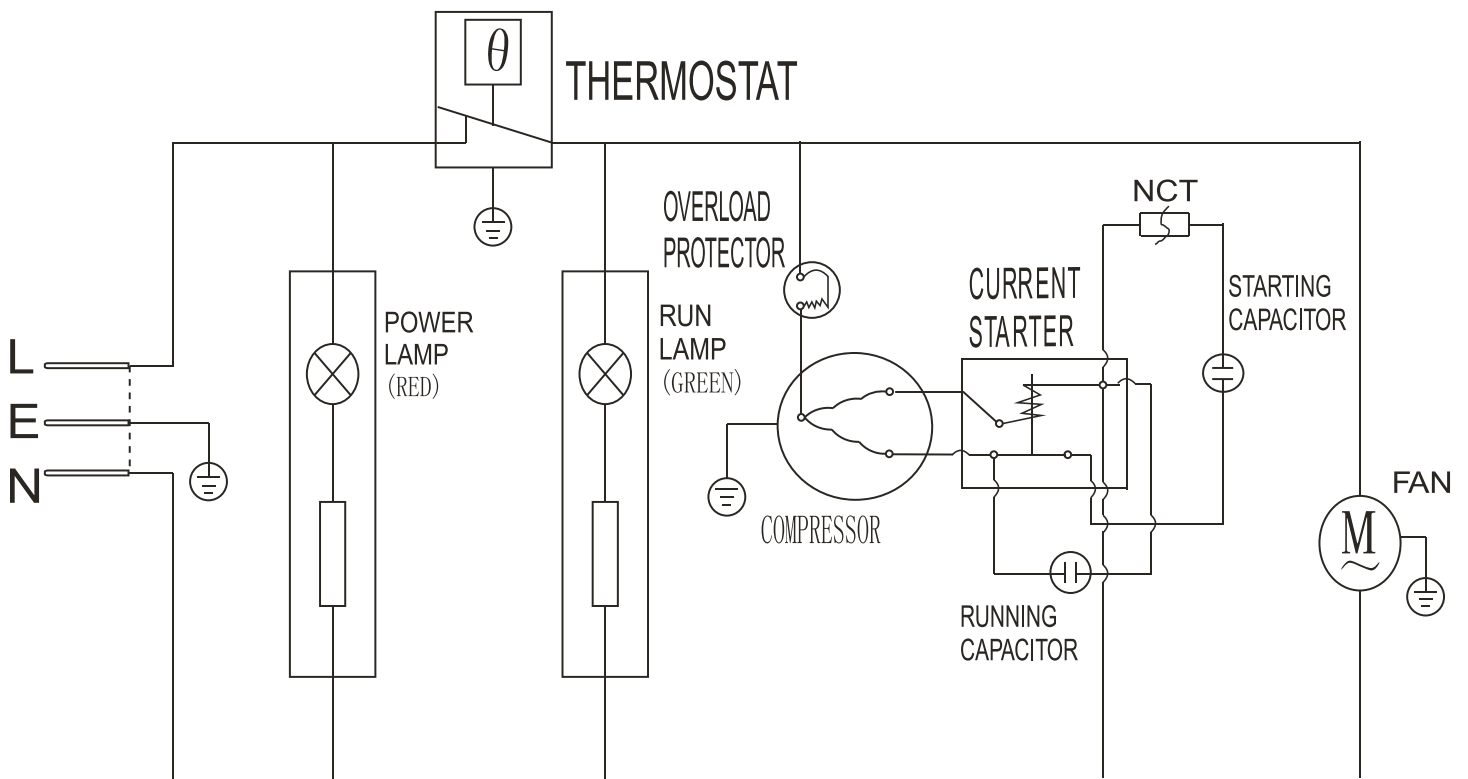 θ
THERMOSTAT
L
E
N
POWER
LAMP
(RED)
RUN
LAMP
(GREEN)
OVERLOAD
PROTECTOR
COMPRESSOR
CURRENT
STARTER
NCT
STARTING
CAPACITOR
RUNNING
CAPACITOR
FAN
M
~